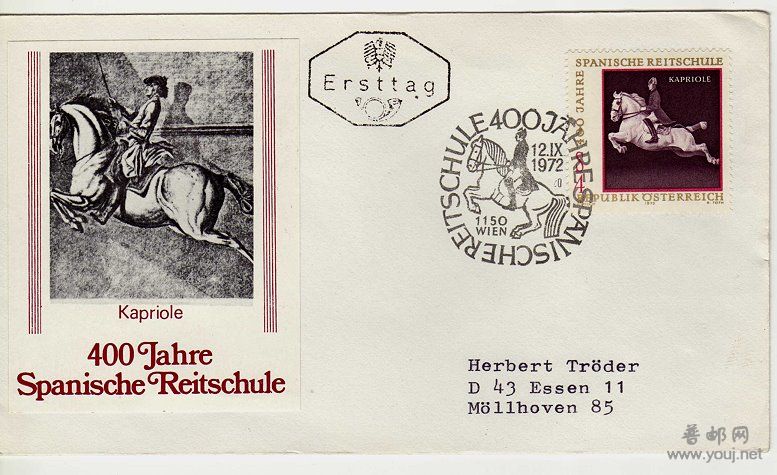 Kapriole
400 Jahre
Spanische Reitschule
Ersttag
400 JAHRE SPANISCHE REITSCHULE
12.IX
1972
1150
WIEN
400 JAHRE
SPANISCHE REITSCHULE
KAPRIOLE
REPUBLIK ÖSTERREICH
1972
Herbert Tröder
D 43 Essen 11
Möllhoven 85
普邮网
www.youj.net